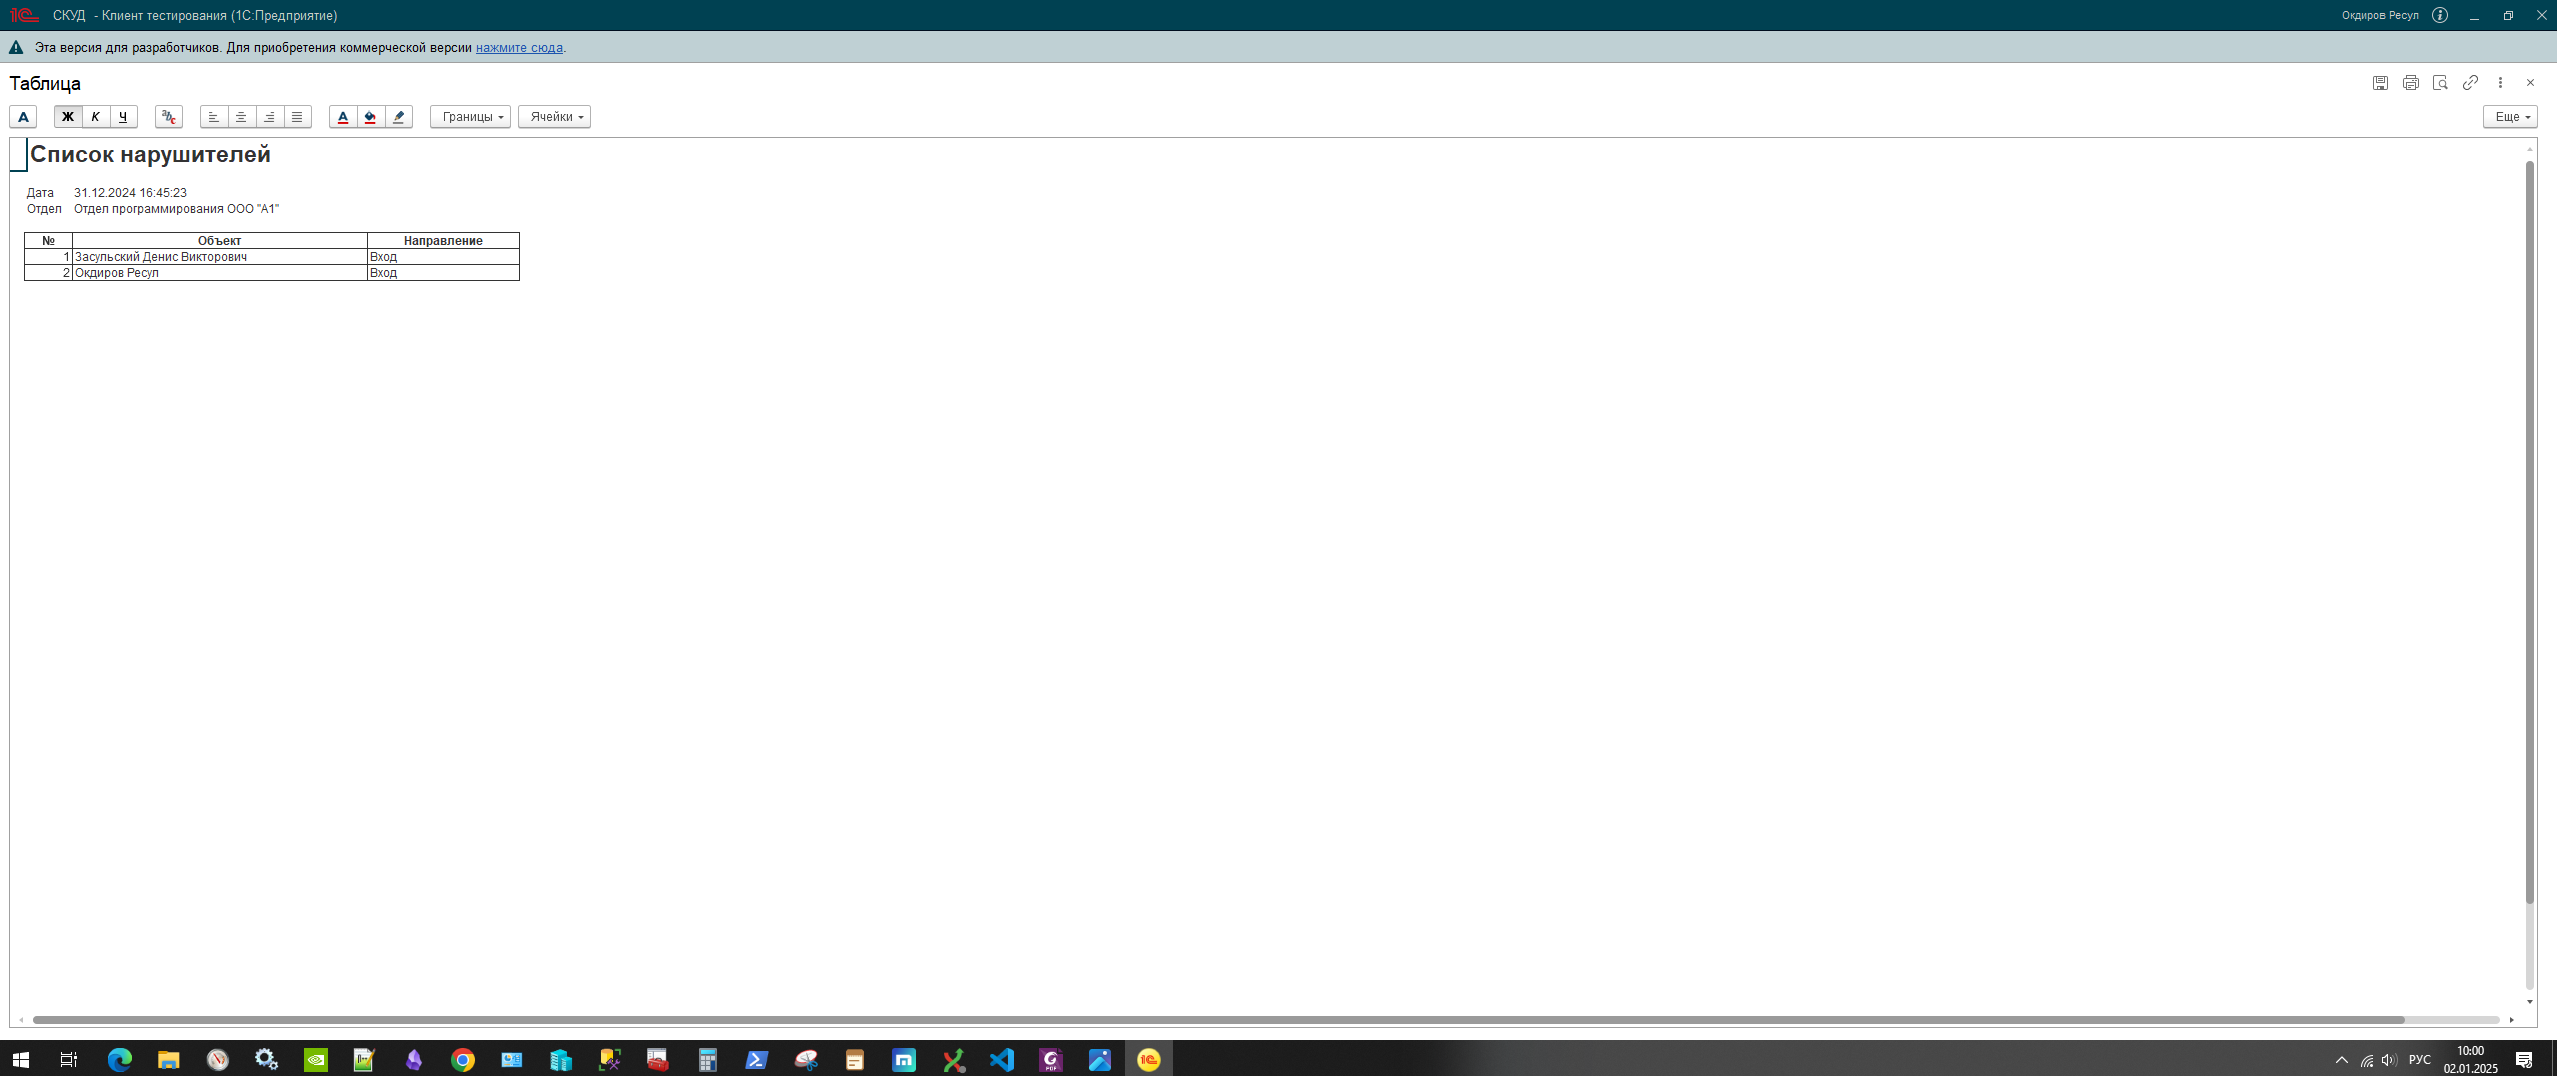 1С СКУД - Клиент тестирования (1С:Предприятие) Окдиров Ресул
Эта версия для разработчиков. Для приобретения коммерческой версии нажмите сюда.
Таблица
А Ж К Ч abc А Границы Ячейки Еще
Список нарушителей
Дата 31.12.2024 16:45:23
Отдел Отдел программирования ООО "А1"
№ Объект Направление
1 Засульский Денис Викторович Вход
2 Окдиров Ресул Вход
РУС 10:00
02.01.2025